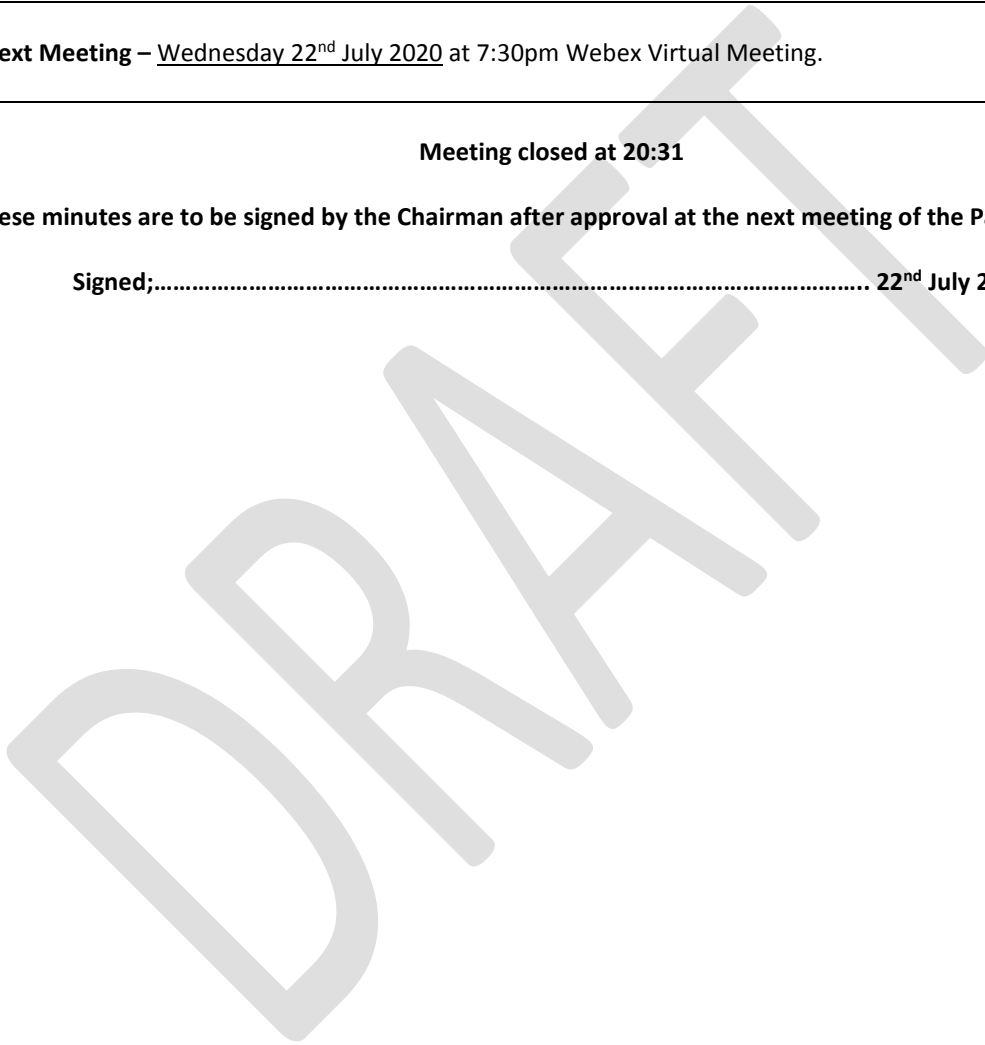 ext Meeting – Wednesday 22nd July 2020 at 7:30pm Webex Virtual Meeting.
Meeting closed at 20:31
ese minutes are to be signed by the Chairman after approval at the next meeting of the Pa
Signed;……………………………………………………………………………….. 22nd July 2
DRAFT